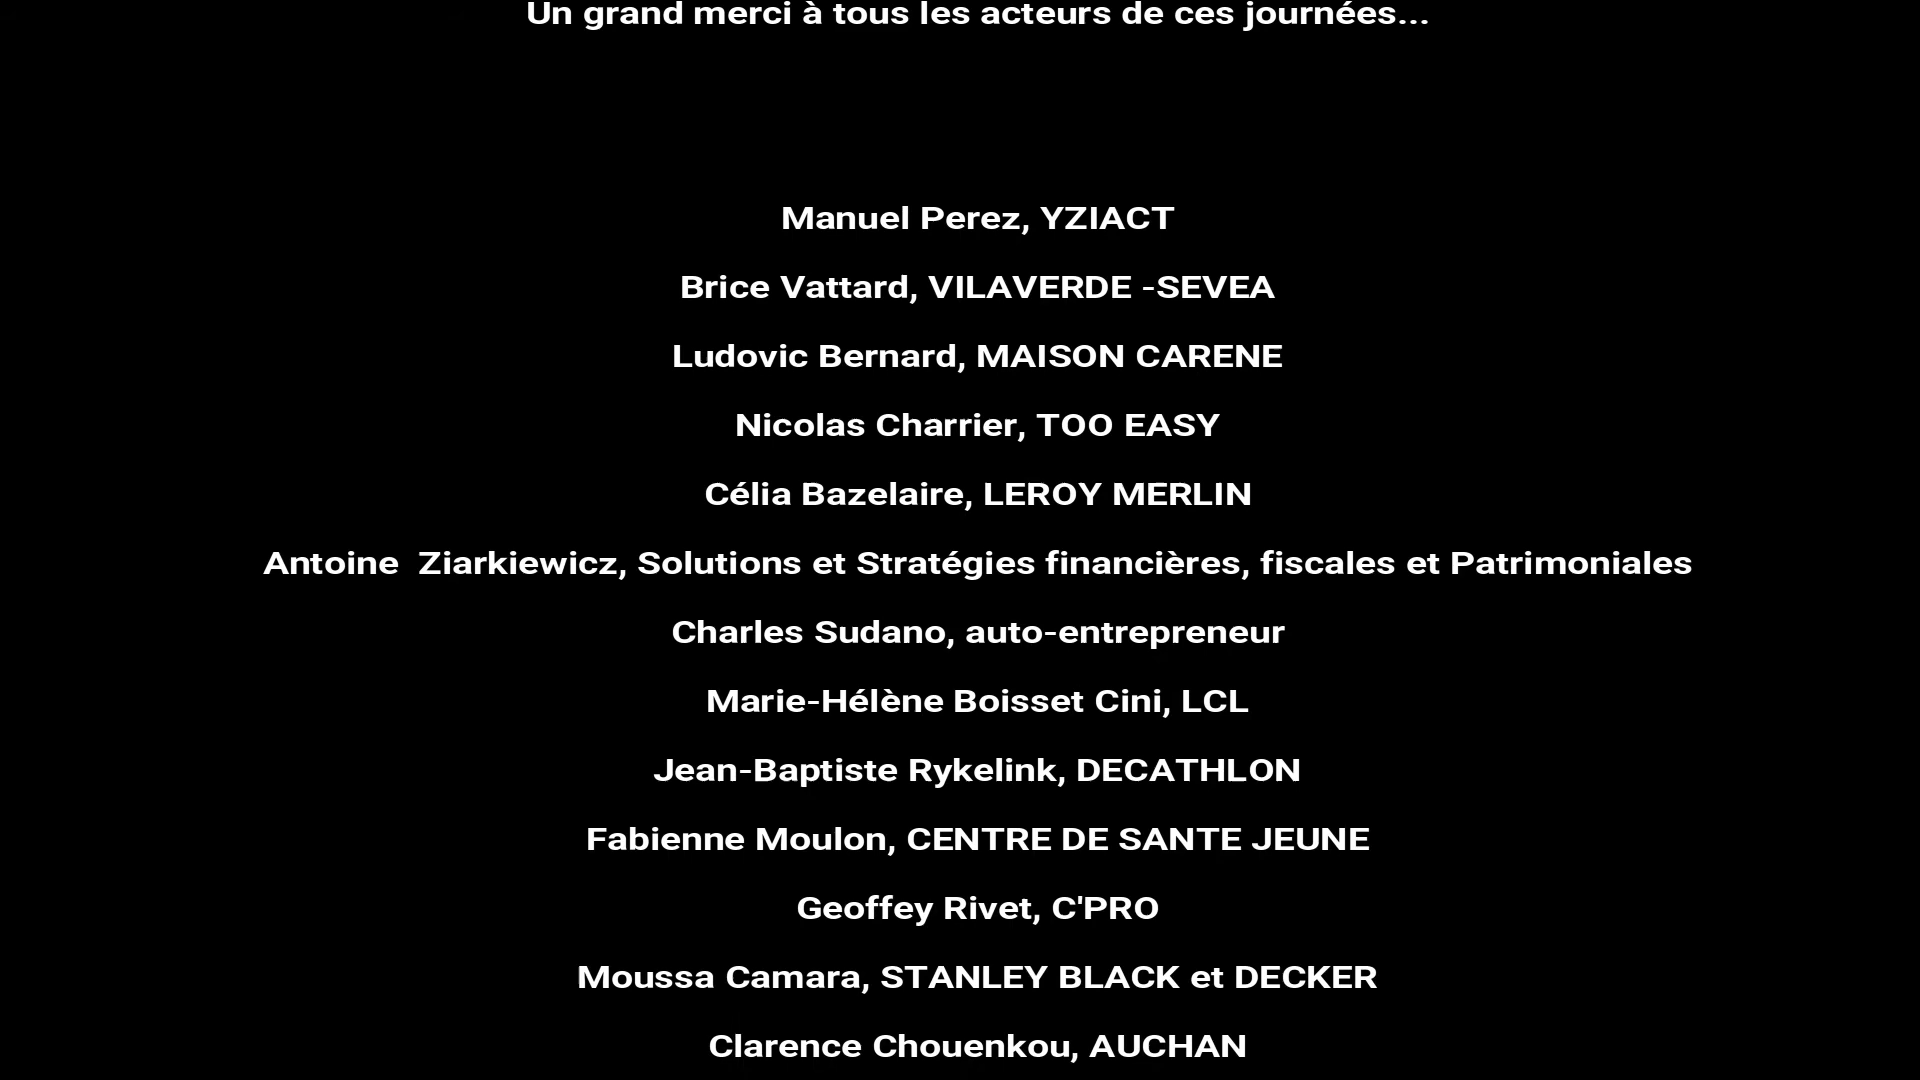 Un grand merci à tous les acteurs de ces journées...
Manuel Perez, YZIACT
Brice Vattard, VILAVERDE -SEVEA
Ludovic Bernard, MAISON CARENE
Nicolas Charrier, TOO EASY
Célia Bazelaire, LEROY MERLIN
Antoine  Ziarkiewicz, Solutions et Stratégies financières, fiscales et Patrimoniales
Charles Sudano, auto-entrepreneur
Marie-Hélène Boisset Cini, LCL
Jean-Baptiste Rykelink, DECATHLON
Fabienne Moulon, CENTRE DE SANTE JEUNE
Geoffey Rivet, C'PRO
Moussa Camara, STANLEY BLACK et DECKER
Clarence Chouenkou, AUCHAN